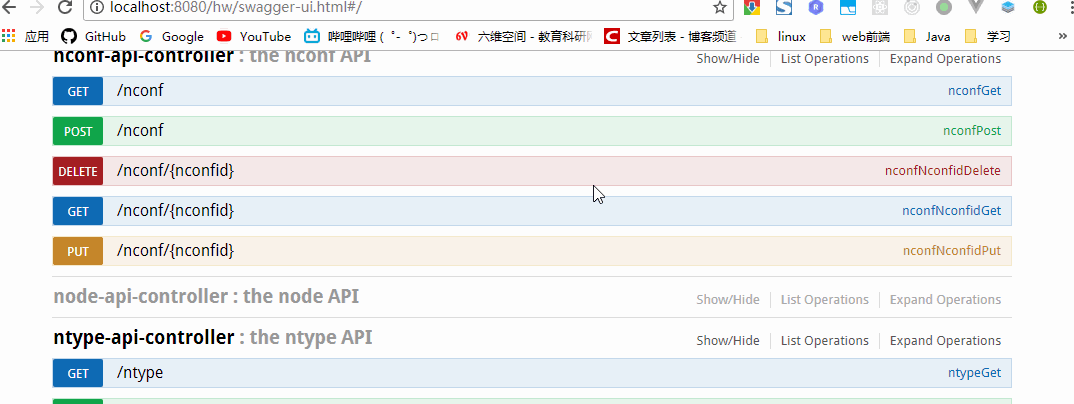 localhost:8080/hw/swagger-ui.html#/
应用 GitHub Google YouTube 哔哩哔哩 ( ゜- ゜)つロ 六维空间 - 教育科研 文章列表 - 博客频道 linux web前端 Java 学习 »
nconf-api-controller : the nconf API Show/Hide List Operations Expand Operations
GET /nconf nconfGet
POST /nconf nconfPost
DELETE /nconf/{nconfid} nconfNconfidDelete
GET /nconf/{nconfid} nconfNconfidGet
PUT /nconf/{nconfid} nconfNconfidPut
node-api-controller : the node API Show/Hide List Operations Expand Operations
ntype-api-controller : the ntype API Show/Hide List Operations Expand Operations
GET /ntype ntypeGet